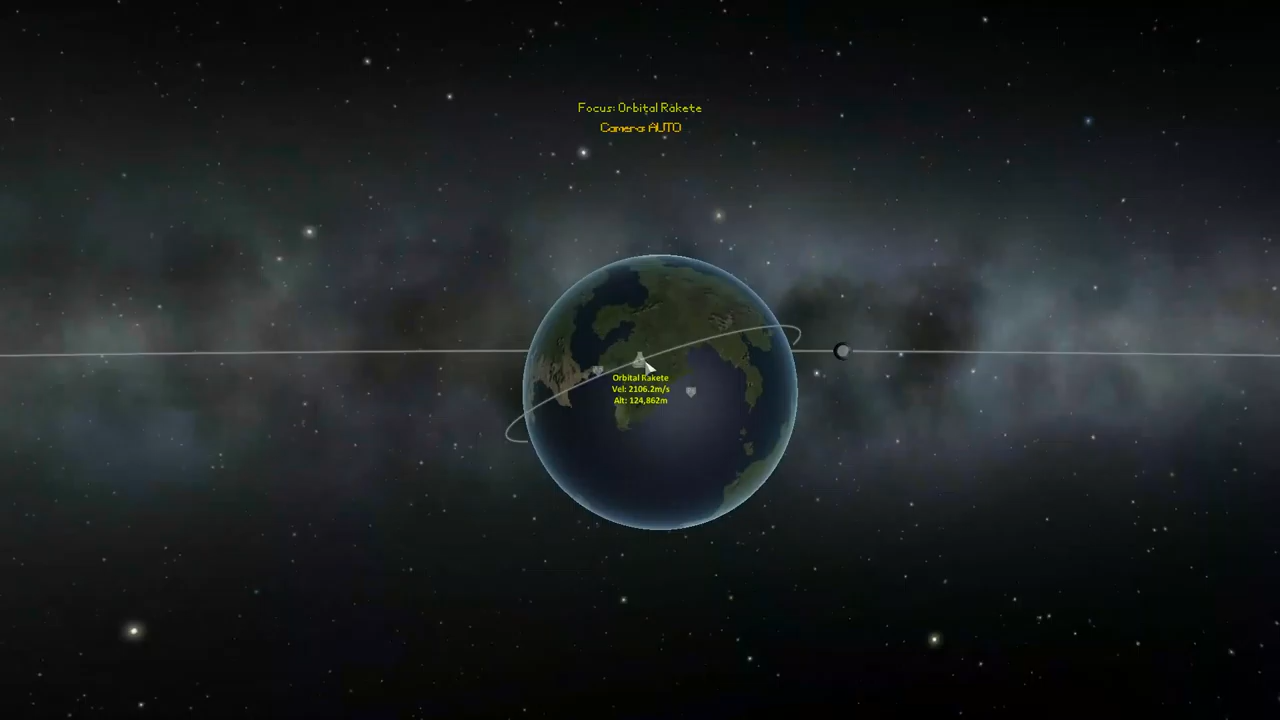 Focus: Orbital Rakete
Camera: AUTO
Orbital Rakete
Vel: 2106.2m/s
Alt: 124,862m